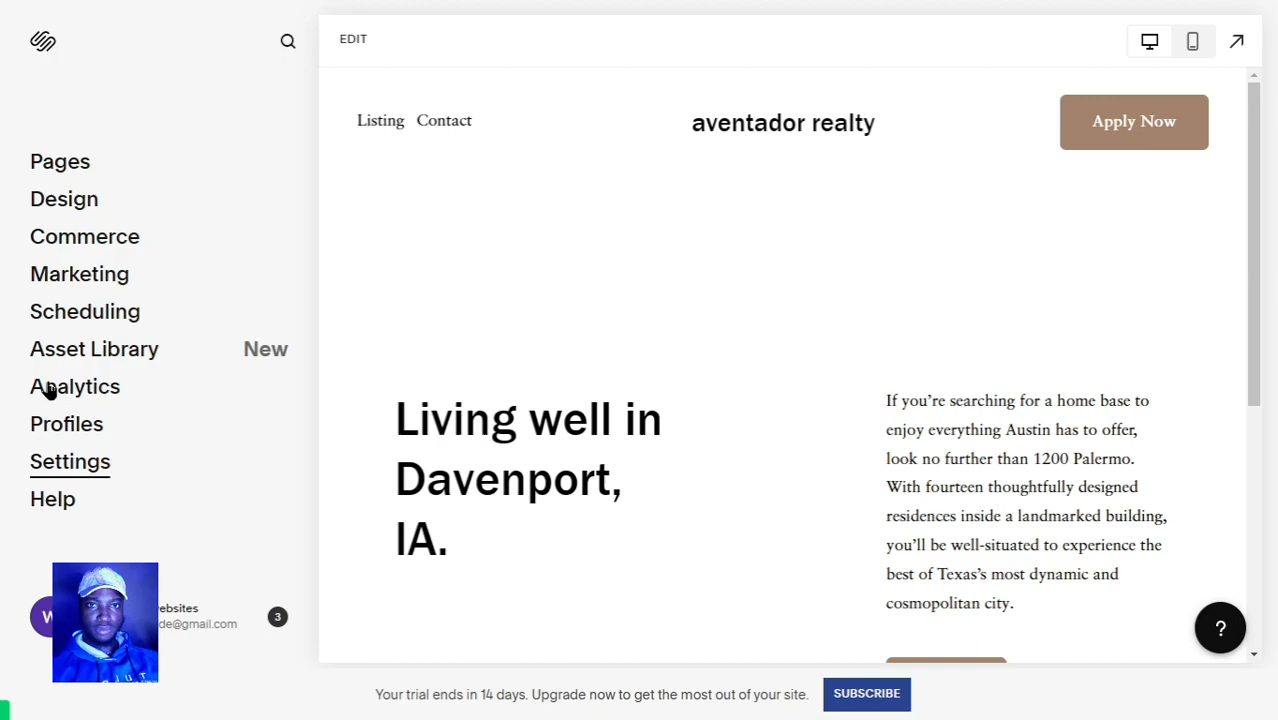 EDIT
Listing Contact
aventador realty
Apply Now
Pages
Design
Commerce
Marketing
Scheduling
Asset Library New
Analytics
Profiles
Settings
Help
ebsites
de@gmail.com
3
Living well in
Davenport,
IA.
If you're searching for a home base to
enjoy everything Austin has to offer,
look no further than 1200 Palermo.
With fourteen thoughtfully designed
residences inside a landmarked building,
you'll be well-situated to experience the
best of Texas's most dynamic and
cosmopolitan city.
?
Your trial ends in 14 days. Upgrade now to get the most out of your site.
SUBSCRIBE